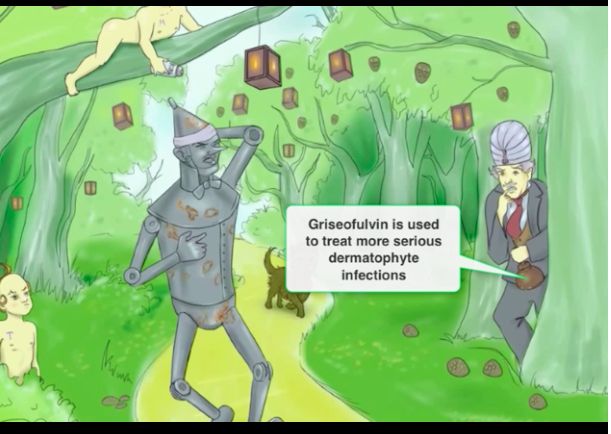 Griseofulvin is used
to treat more serious
dermatophyte
infections
T